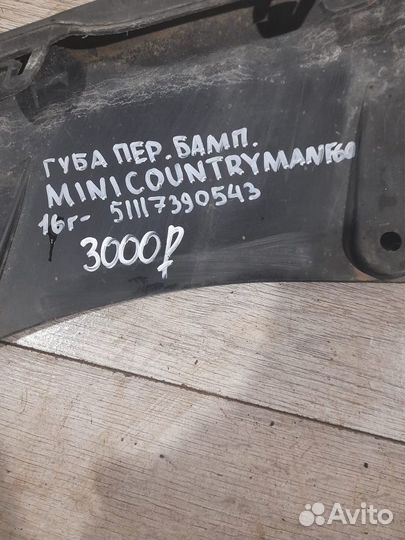 ГУБА ПЕР. БАМП.
MINI COUNTRYMAN F60
16г- 51117390543
3000₽
Avito